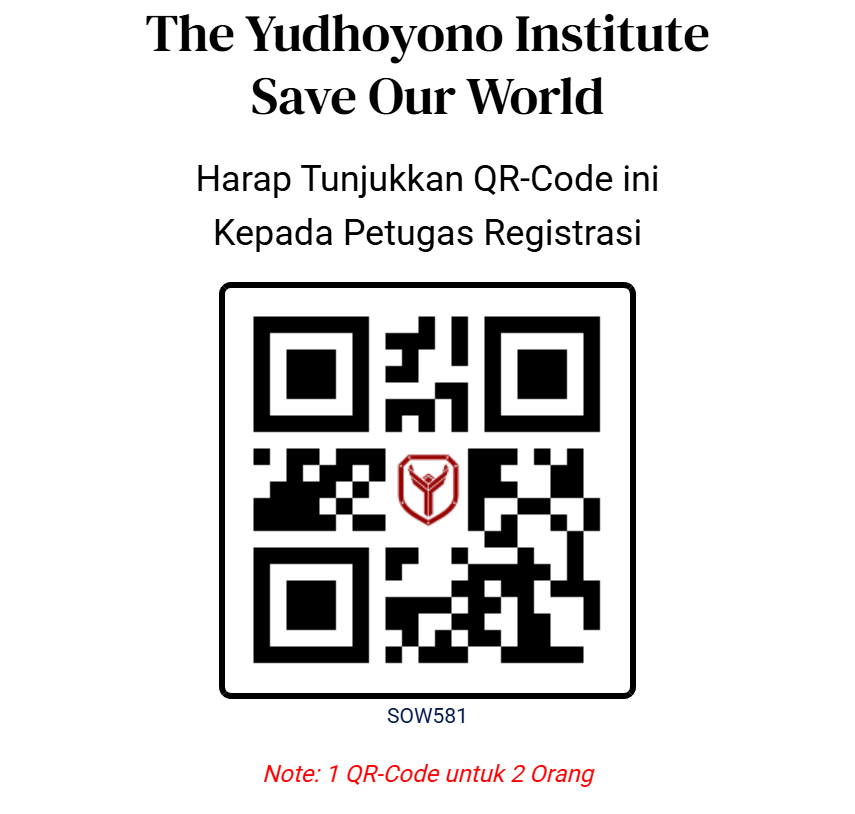 The Yudhoyono Institute
Save Our World
Harap Tunjukkan QR-Code ini
Kepada Petugas Registrasi
SOW581
Note: 1 QR-Code untuk 2 Orang